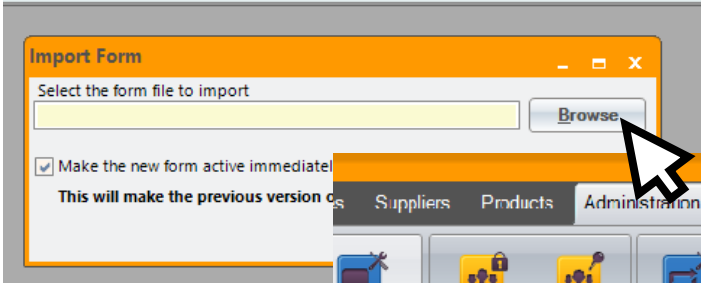 Import Form
Select the form file to import
Browse
Make the new form active immediatel
This will make the previous version o
s Suppliers Products Administration